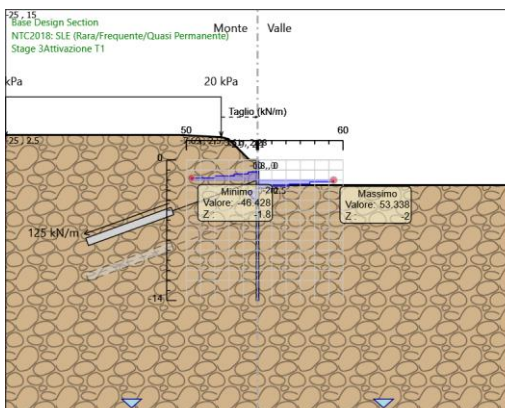 -25 , 15
Base Design Section
NTC2018: SLE (Rara/Frequente/Quasi Permanente)
Stage 3Attivazione T1
Monte Valle
kPa
20 kPa
Taglio (kN/m)
50
60
-25, 2.5
0
Minimo
Valore: -46.428
Z : -1.8
Massimo
Valore: 53.338
Z : -2
125 kN/m
-14